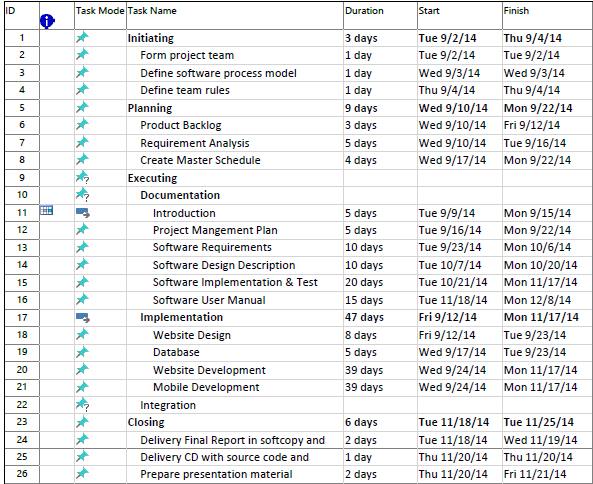 ID Task Mode Task Name Duration Start Finish
1 Initiating 3 days Tue 9/2/14 Thu 9/4/14
2 Form project team 1 day Tue 9/2/14 Tue 9/2/14
3 Define software process model 1 day Wed 9/3/14 Wed 9/3/14
4 Define team rules 1 day Thu 9/4/14 Thu 9/4/14
5 Planning 9 days Wed 9/10/14 Mon 9/22/14
6 Product Backlog 3 days Wed 9/10/14 Fri 9/12/14
7 Requirement Analysis 5 days Wed 9/10/14 Tue 9/16/14
8 Create Master Schedule 4 days Wed 9/17/14 Mon 9/22/14
9 Executing
10 Documentation
11 Introduction 5 days Tue 9/9/14 Mon 9/15/14
12 Project Mangement Plan 5 days Tue 9/16/14 Mon 9/22/14
13 Software Requirements 10 days Tue 9/23/14 Mon 10/6/14
14 Software Design Description 10 days Tue 10/7/14 Mon 10/20/14
15 Software Implementation & Test 20 days Tue 10/21/14 Mon 11/17/14
16 Software User Manual 15 days Tue 11/18/14 Mon 12/8/14
17 Implementation 47 days Fri 9/12/14 Mon 11/17/14
18 Website Design 8 days Fri 9/12/14 Tue 9/23/14
19 Database 5 days Wed 9/17/14 Tue 9/23/14
20 Website Development 39 days Wed 9/24/14 Mon 11/17/14
21 Mobile Development 39 days Wed 9/24/14 Mon 11/17/14
22 Integration
23 Closing 6 days Tue 11/18/14 Tue 11/25/14
24 Delivery Final Report in softcopy and 2 days Tue 11/18/14 Wed 11/19/14
25 Delivery CD with source code and 1 day Thu 11/20/14 Thu 11/20/14
26 Prepare presentation material 2 days Thu 11/20/14 Fri 11/21/14